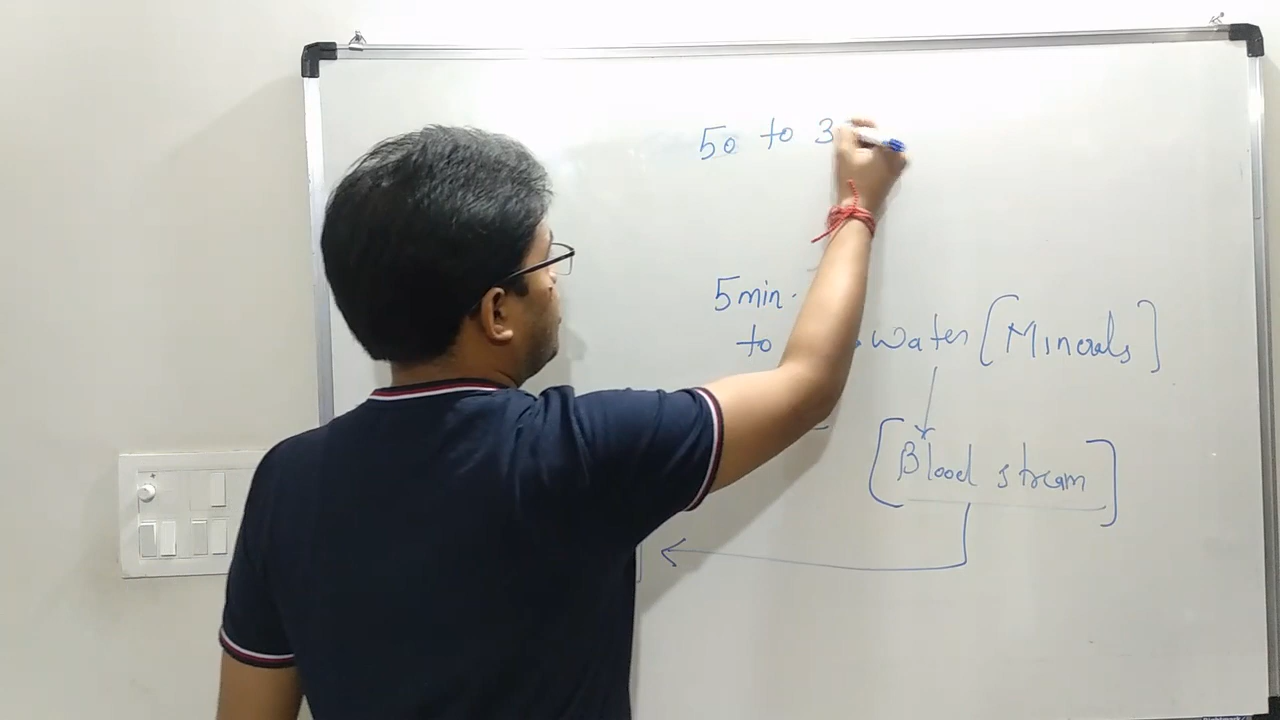 50 to 3
5min.
to water [Minerals]
[Blood stream]